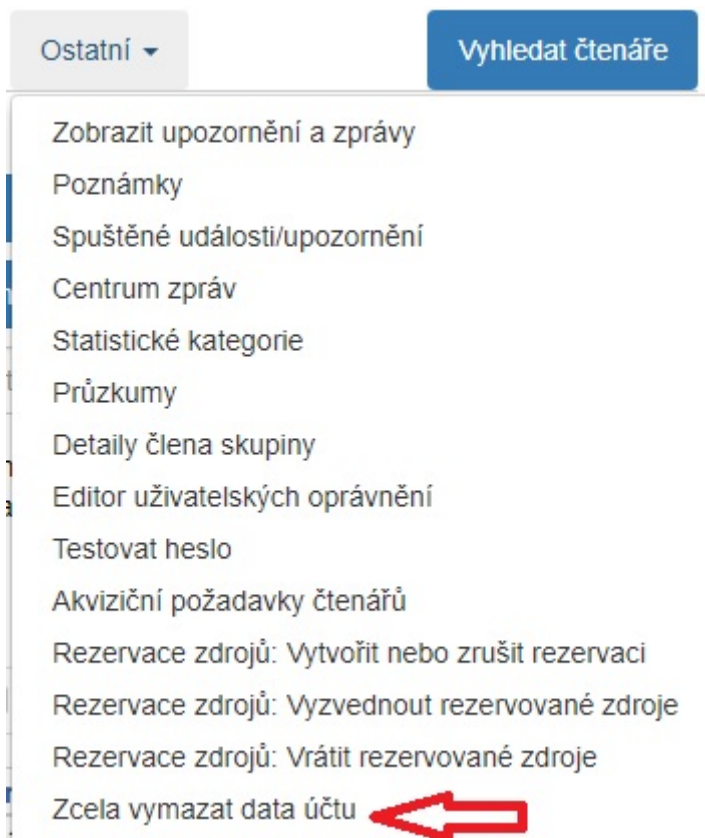 Ostatní
Vyhledat čtenáře
Zobrazit upozornění a zprávy
Poznámky
Spuštěné události/upozornění
Centrum zpráv
Statistické kategorie
Průzkumy
Detaily člena skupiny
Editor uživatelských oprávnění
Testovat heslo
Akviziční požadavky čtenářů
Rezervace zdrojů: Vytvořit nebo zrušit rezervaci
Rezervace zdrojů: Vyzvednout rezervované zdroje
Rezervace zdrojů: Vrátit rezervované zdroje
Zcela vymazat data účtu